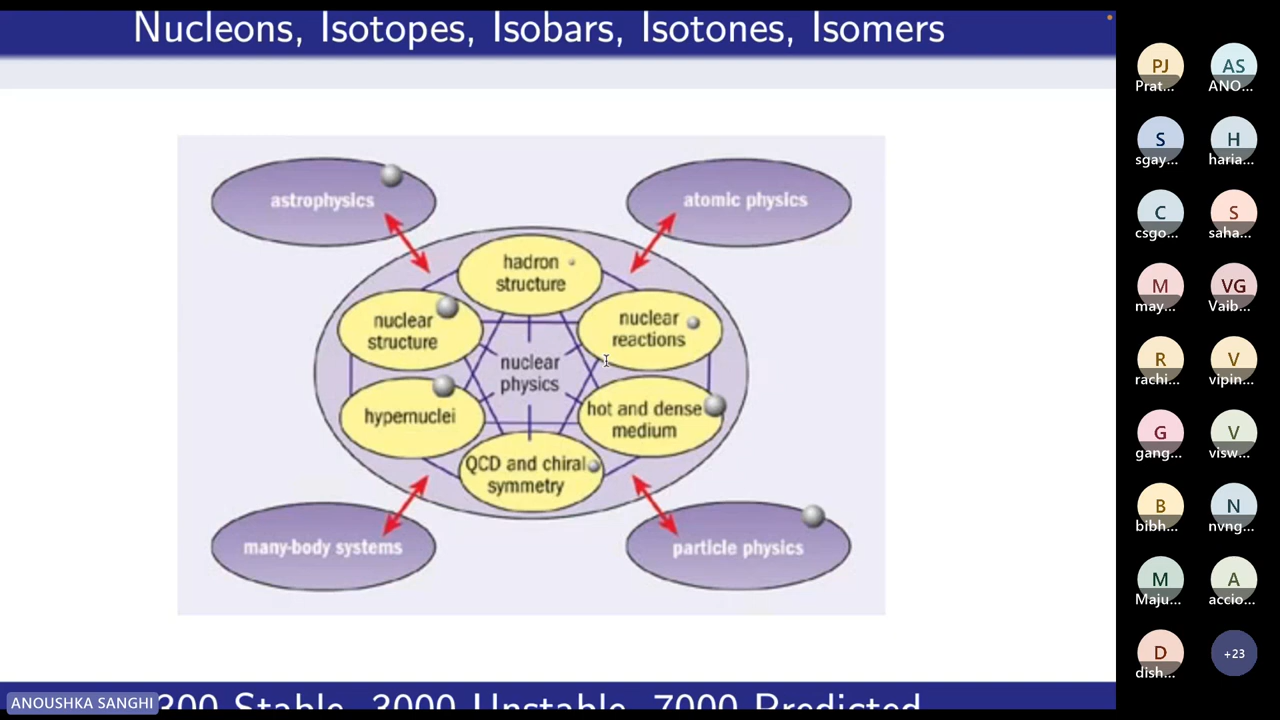 Nucleons, Isotopes, Isobars, Isotones, Isomers
astrophysics
atomic physics
hadron
structure
nuclear
structure
nuclear
reactions
nuclear
physics
hypernuclei
hot and dense
medium
QCD and chiral
symmetry
many-body systems
particle physics
300 Stable, 3000 Unstable, 7000 Predicted
ANOUSHKA SANGHI
PJ
Prat...
AS
ANO...
S
sgay...
H
haria...
C
csgo...
S
saha...
M
may...
VG
Vaib...
R
rachi...
V
vipin...
G
gang...
V
visw...
B
bibh...
N
nvng...
M
Maju...
A
accio...
D
dish...
+23